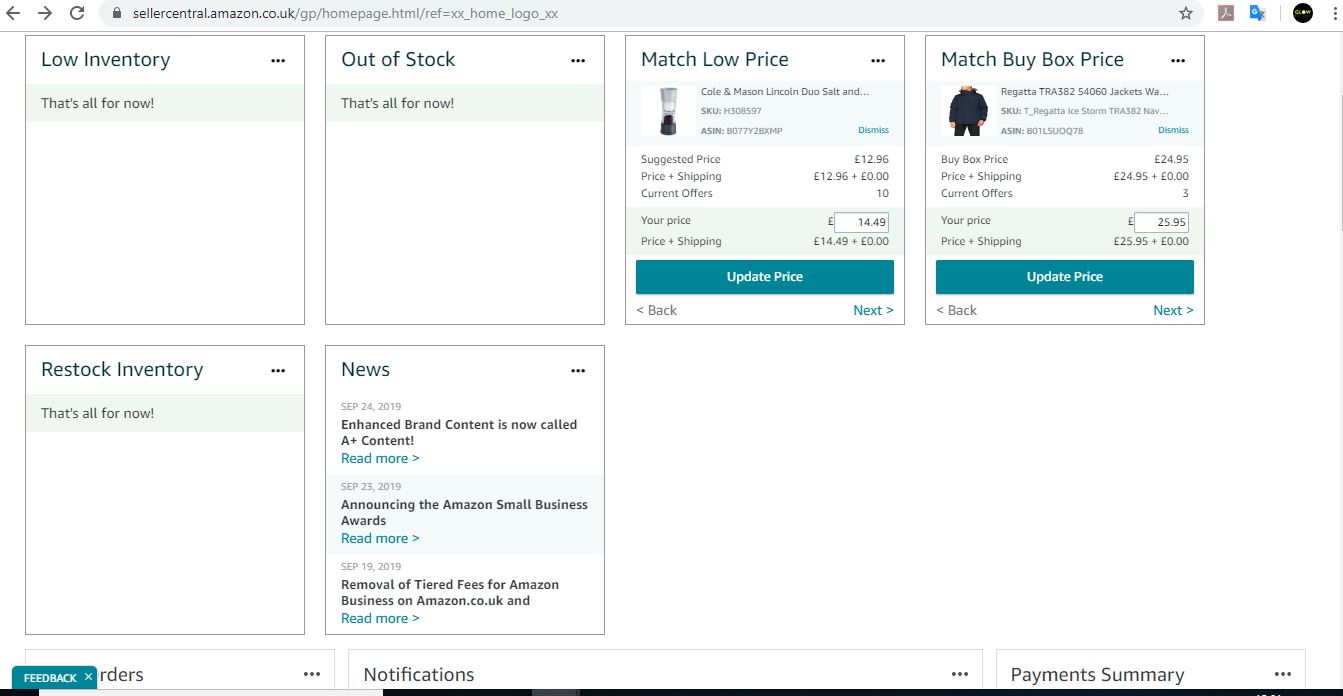 sellercentral.amazon.co.uk/gp/homepage.html/ref=xx_home_logo_xx
GLOW
Low Inventory
That's all for now!
Out of Stock
That's all for now!
Match Low Price
Cole & Mason Lincoln Duo Salt and...
SKU: H308597
ASIN: B077Y2BXMP
Dismiss
Suggested Price £12.96
Price + Shipping £12.96 + £0.00
Current Offers 10
Your price £ 14.49
Price + Shipping £14.49 + £0.00
Update Price
< Back Next >
Match Buy Box Price
Regatta TRA382 54060 Jackets Wa...
SKU: T_Regatta Ice Storm TRA382 Nav...
ASIN: B01LSUOQ78
Dismiss
Buy Box Price £24.95
Price + Shipping £24.95 + £0.00
Current Offers 3
Your price £ 25.95
Price + Shipping £25.95 + £0.00
Update Price
< Back Next >
Restock Inventory
That's all for now!
News
SEP 24, 2019
Enhanced Brand Content is now called
A+ Content!
Read more >
SEP 23, 2019
Announcing the Amazon Small Business
Awards
Read more >
SEP 19, 2019
Removal of Tiered Fees for Amazon
Business on Amazon.co.uk and
Read more >
FEEDBACK ×
rders
Notifications
Payments Summary